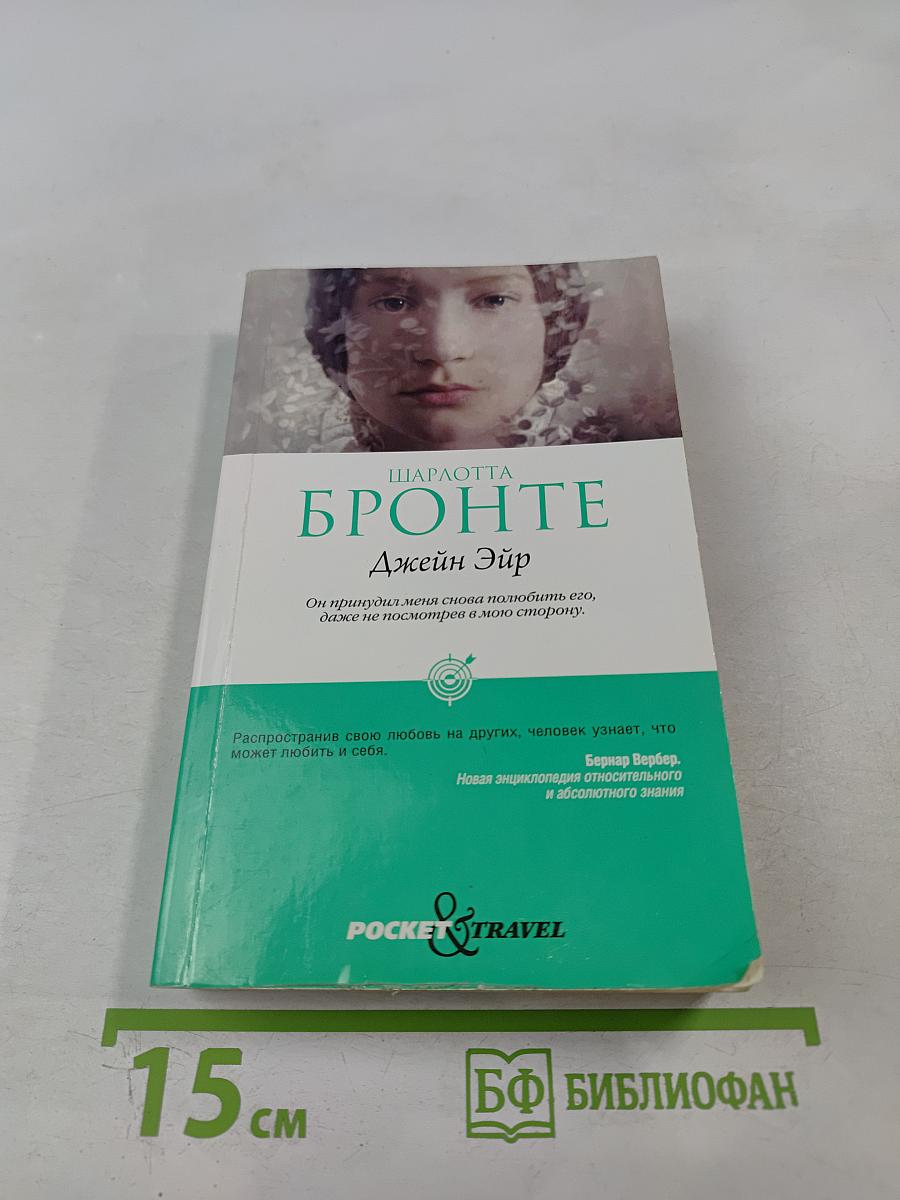 ШАРЛОТТА
БРОНТЕ
Джейн Эйр
Он принудил меня снова полюбить его,
даже не посмотрев в мою сторону.
Распространив свою любовь на других, человек узнает, что
может любить и себя.
Бернар Вербер.
Новая энциклопедия относительного
и абсолютного знания
POCKET & TRAVEL
15 см
БФ БИБЛИОФАН